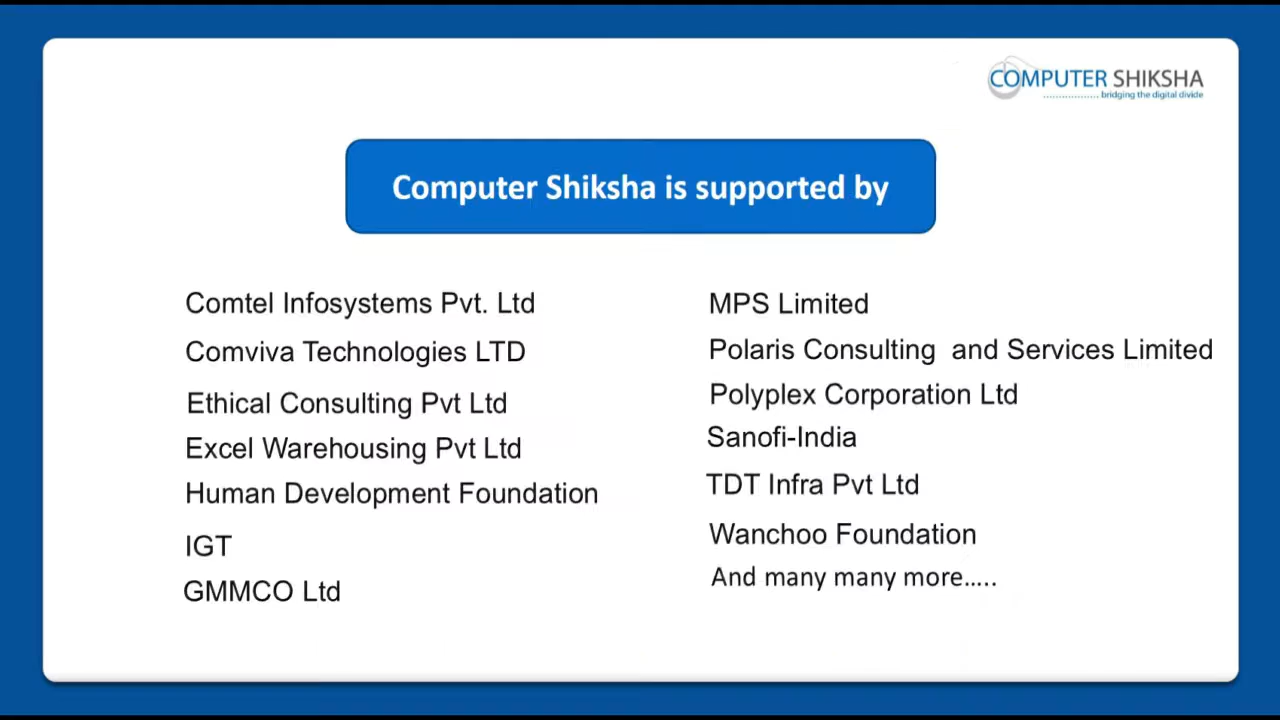 COMPUTER SHIKSHA
bridging the digital divide
Computer Shiksha is supported by
Comtel Infosystems Pvt. Ltd
Comviva Technologies LTD
Ethical Consulting Pvt Ltd
Excel Warehousing Pvt Ltd
Human Development Foundation
IGT
GMMCO Ltd
MPS Limited
Polaris Consulting  and Services Limited
Polyplex Corporation Ltd
Sanofi-India
TDT Infra Pvt Ltd
Wanchoo Foundation
And many many more.....